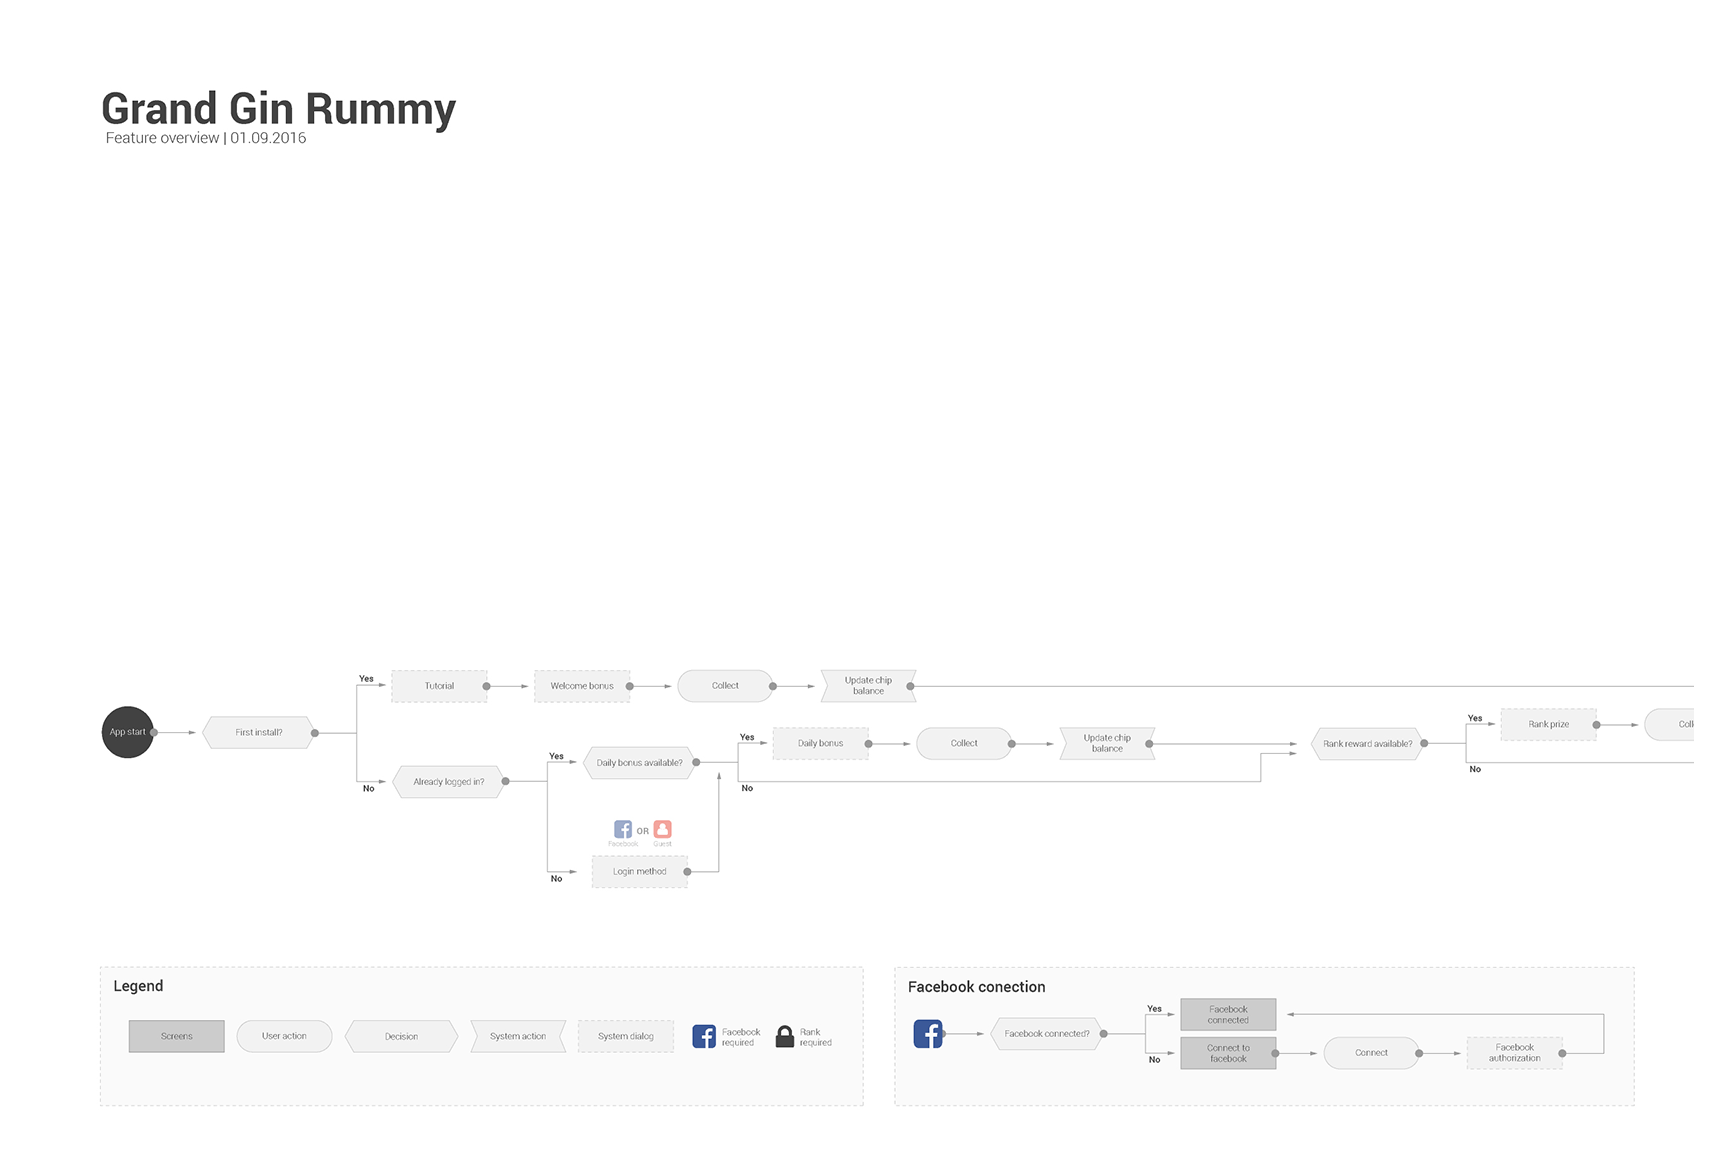 Grand Gin Rummy
Feature overview | 01.09.2016
Yes
Tutorial
Welcome bonus
Collect
Update chip
balance
App start
First install?
No
Already logged in?
Yes
Daily bonus available?
Yes
Daily bonus
Collect
Update chip
balance
No
Rank reward available?
Yes
Rank prize
No
Facebook
OR
Guest
No
Login method
Legend
Screens
User action
Decision
System action
System dialog
Facebook
required
Rank
required
Facebook conection
Facebook connected?
Yes
Facebook
connected
No
Connect to
facebook
Connect
Facebook
authorization